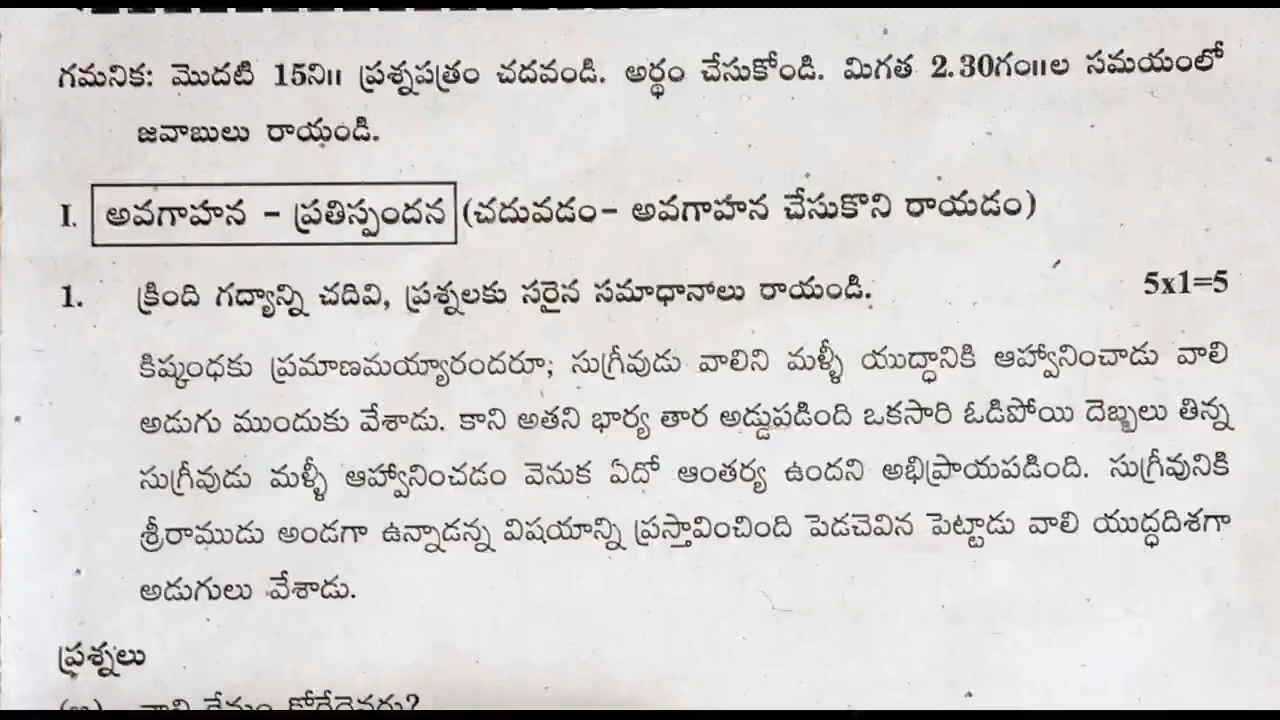 గమనిక: మొదటి 15ని॥ ప్రశ్నపత్రం చదవండి. అర్థం చేసుకోండి. మిగత 2.30గం॥ల సమయంలో
జవాబులు రాయండి.
I. అవగాహన - ప్రతిస్పందన (చదువడం- అవగాహన చేసుకొని రాయడం)
1. క్రింది గద్యాన్ని చదివి, ప్రశ్నలకు సరైన సమాధానాలు రాయండి. 5x1=5
కిష్కంధకు ప్రమాణమయ్యారందరూ; సుగ్రీవుడు వాలిని మళ్ళీ యుద్ధానికి ఆహ్వానించాడు వాలి
అడుగు ముందుకు వేశాడు. కాని అతని భార్య తార అడ్డుపడింది ఒకసారి ఓడిపోయి దెబ్బలు తిన్న
సుగ్రీవుడు మళ్ళీ ఆహ్వానించడం వెనుక ఏదో ఆంతర్య ఉందని అభిప్రాయపడింది. సుగ్రీవునికి
శ్రీరాముడు అండగా ఉన్నాడన్న విషయాన్ని ప్రస్తావించింది పెడచెవిన పెట్టాడు వాలి యుద్ధదిశగా
అడుగులు వేశాడు.
ప్రశ్నలు